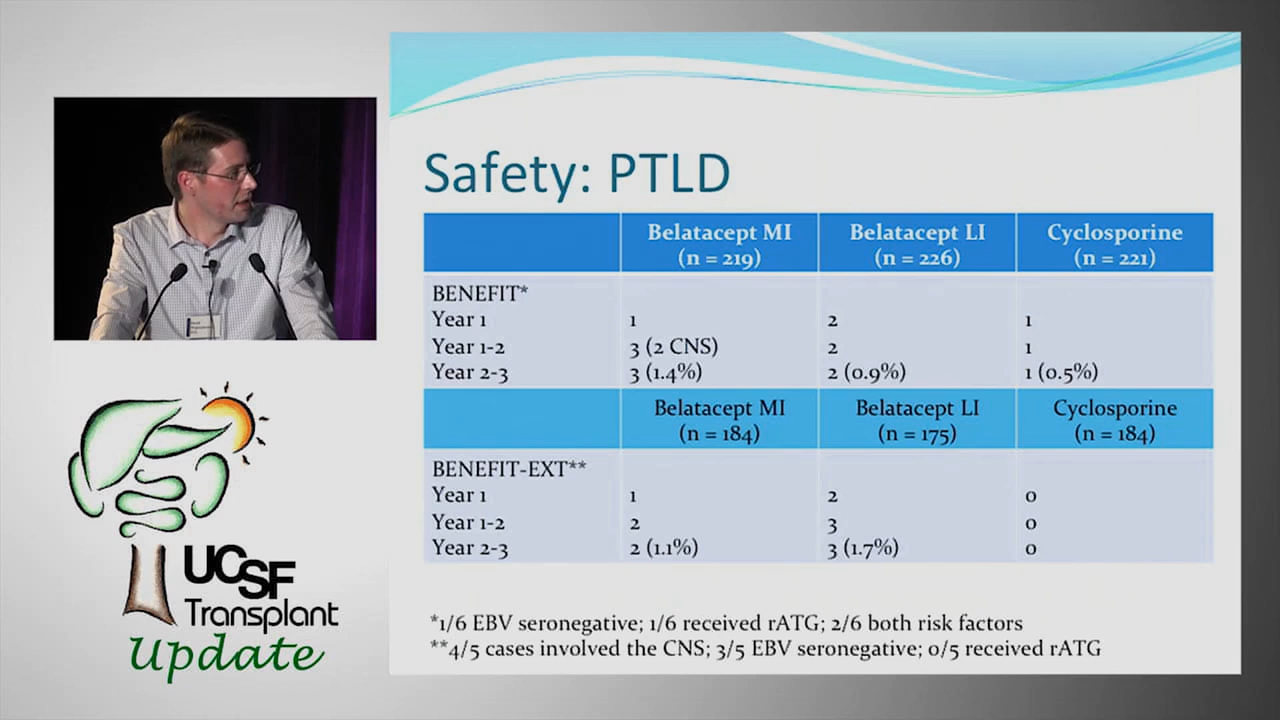 Safety: PTLD
Belatacept MI Belatacept LI Cyclosporine
(n = 219) (n = 226) (n = 221)
BENEFIT*
Year 1 1 2 1
Year 1-2 3 (2 CNS) 2 1
Year 2-3 3 (1.4%) 2 (0.9%) 1 (0.5%)
Belatacept MI Belatacept LI Cyclosporine
(n = 184) (n = 175) (n = 184)
BENEFIT-EXT**
Year 1 1 2 0
Year 1-2 2 3 0
Year 2-3 2 (1.1%) 3 (1.7%) 0
*1/6 EBV seronegative; 1/6 received rATG; 2/6 both risk factors
**4/5 cases involved the CNS; 3/5 EBV seronegative; 0/5 received rATG
UCSF
Transplant
Update